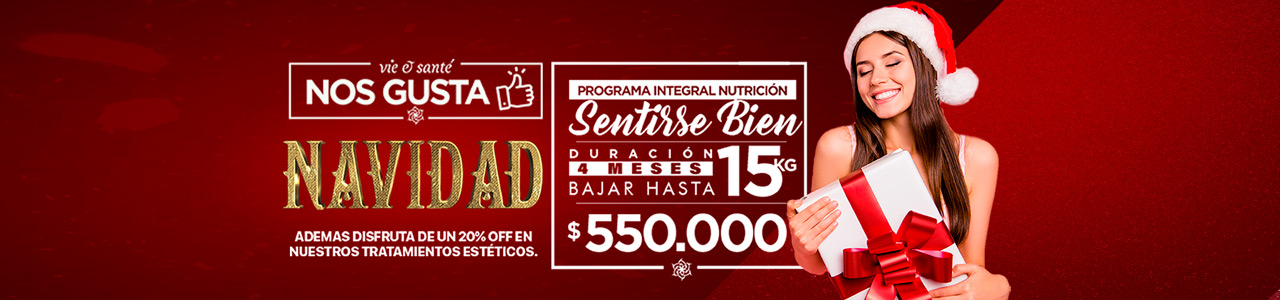 vie & santé
NOS GUSTA
NAVIDAD
ADEMAS DISFRUTA DE UN 20% OFF EN
NUESTROS TRATAMIENTOS ESTÉTICOS.
PROGRAMA INTEGRAL NUTRICIÓN
Sentirse Bien
DURACIÓN
4 MESES
BAJAR HASTA
15KG
$ 550.000